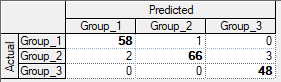 Predicted
Group_1 Group_2 Group_3
Actual
Group_1 58 1 0
Group_2 2 66 3
Group_3 0 0 48